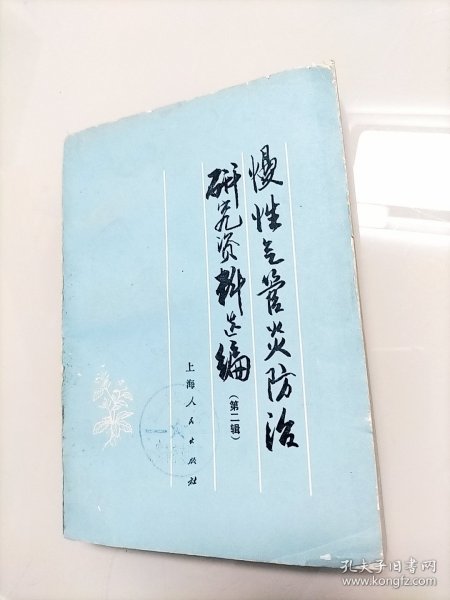 慢性气管炎防治
研究资料选编
(第二辑)
上海人民出版社
孔夫子旧书网
www.kongfz.com